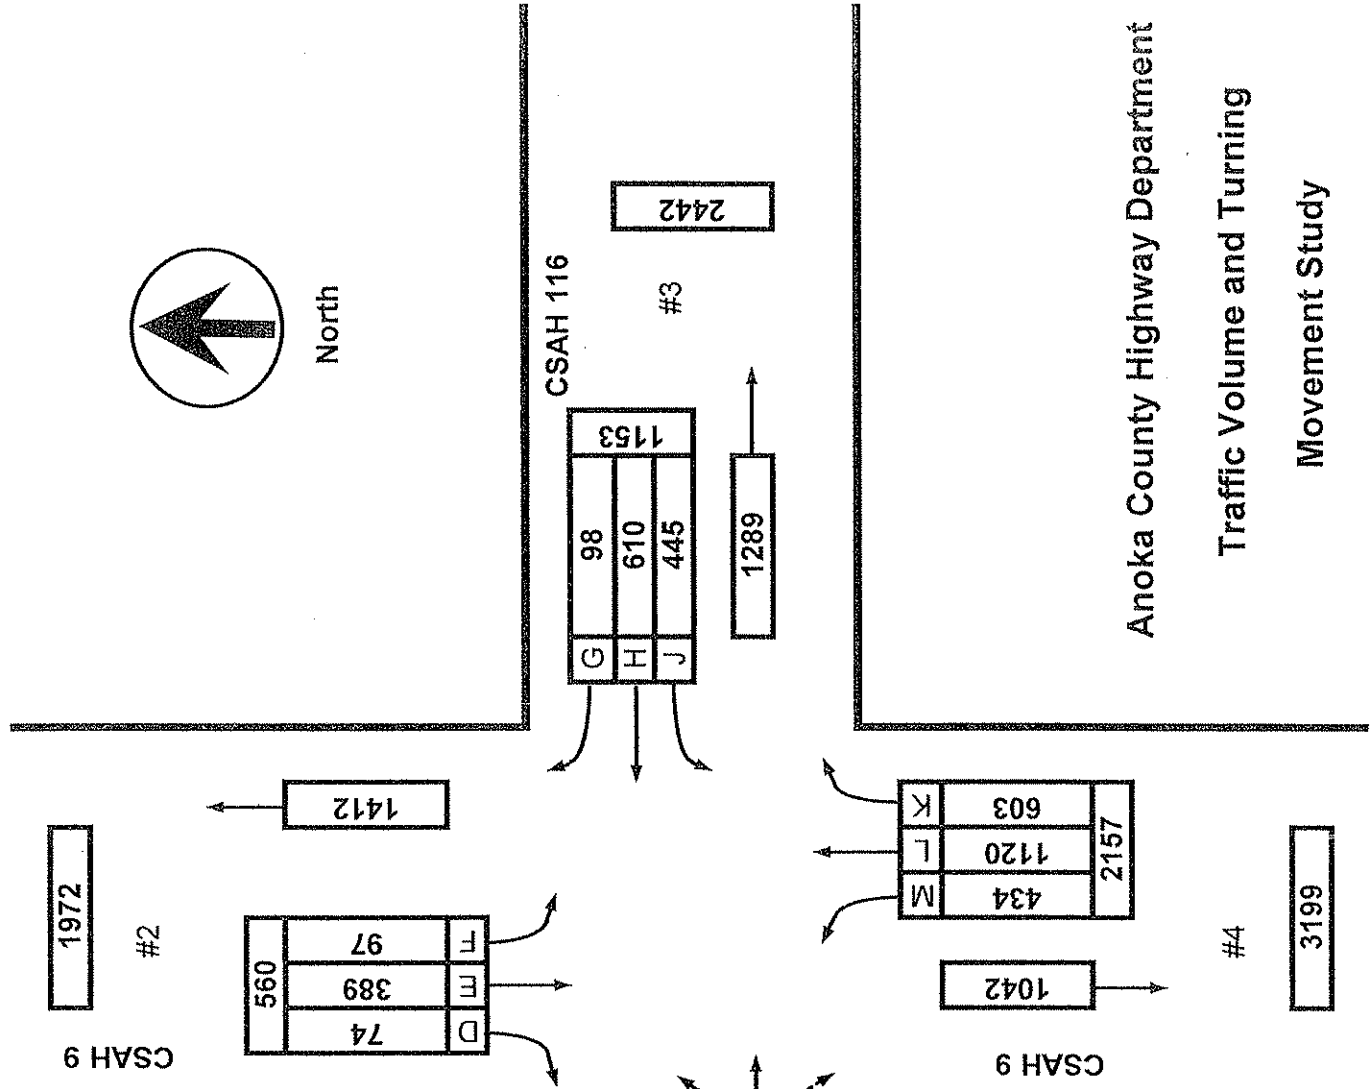 North
CSAH 9
1972
#2
560
74
389
97
D
E
F
1412
CSAH 116
G 98
H 610
J 445
1153
#3
2442
1289
M
L
K
434
1120
603
2157
1042
#4
3199
CSAH 9
Anoka County Highway Department
Traffic Volume and Turning
Movement Study